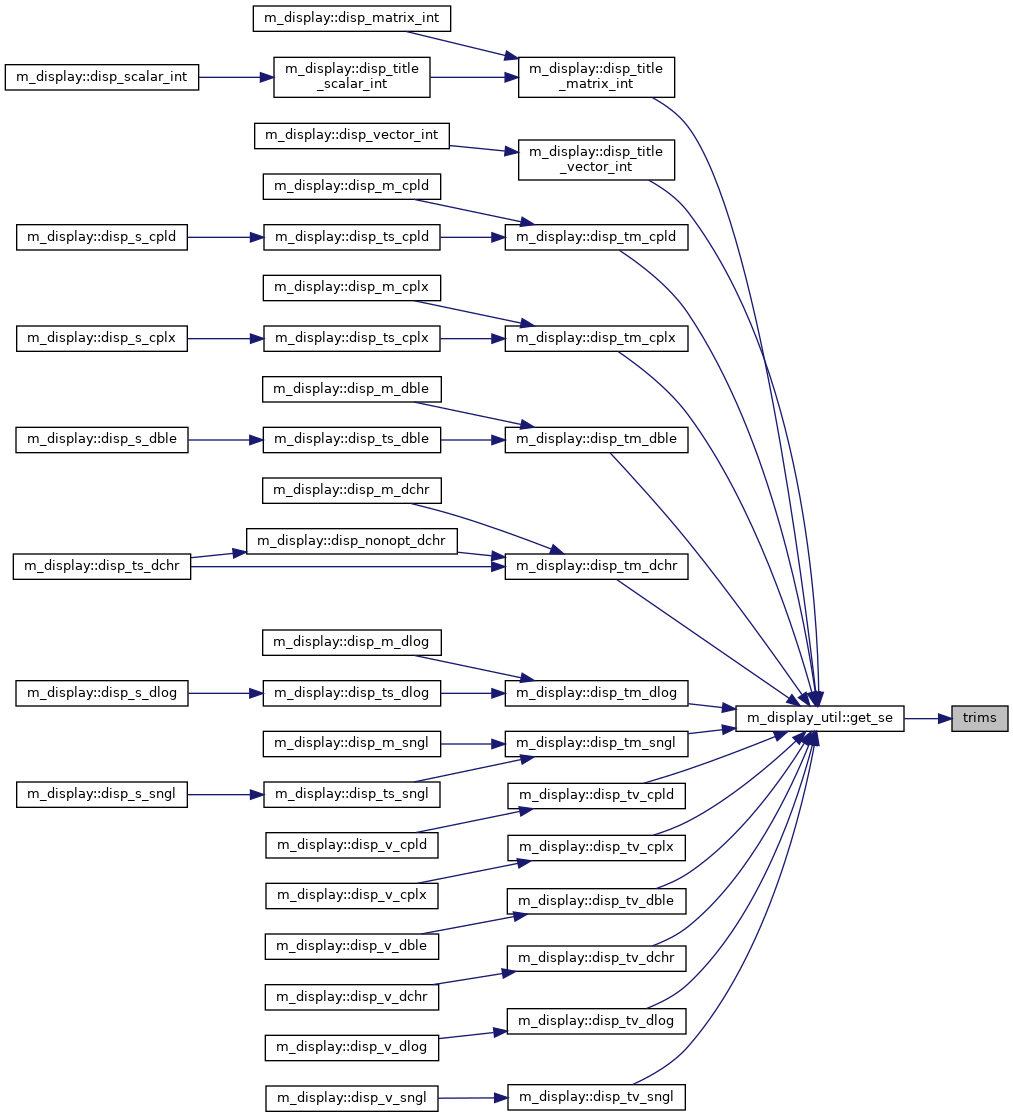 m_display::disp_matrix_int
m_display::disp_scalar_int
m_display::disp_title
_scalar_int
m_display::disp_title
_matrix_int
m_display::disp_vector_int
m_display::disp_title
_vector_int
m_display::disp_m_cpld
m_display::disp_s_cpld
m_display::disp_ts_cpld
m_display::disp_tm_cpld
m_display::disp_m_cplx
m_display::disp_s_cplx
m_display::disp_ts_cplx
m_display::disp_tm_cplx
m_display::disp_m_dble
m_display::disp_s_dble
m_display::disp_ts_dble
m_display::disp_tm_dble
m_display::disp_m_dchr
m_display::disp_nonopt_dchr
m_display::disp_ts_dchr
m_display::disp_tm_dchr
m_display::disp_m_dlog
m_display::disp_s_dlog
m_display::disp_ts_dlog
m_display::disp_tm_dlog
m_display_util::get_se
trims
m_display::disp_m_sngl
m_display::disp_tm_sngl
m_display::disp_s_sngl
m_display::disp_ts_sngl
m_display::disp_tv_cpld
m_display::disp_v_cpld
m_display::disp_tv_cplx
m_display::disp_v_cplx
m_display::disp_tv_dble
m_display::disp_v_dble
m_display::disp_tv_dchr
m_display::disp_v_dchr
m_display::disp_tv_dlog
m_display::disp_v_dlog
m_display::disp_v_sngl
m_display::disp_tv_sngl